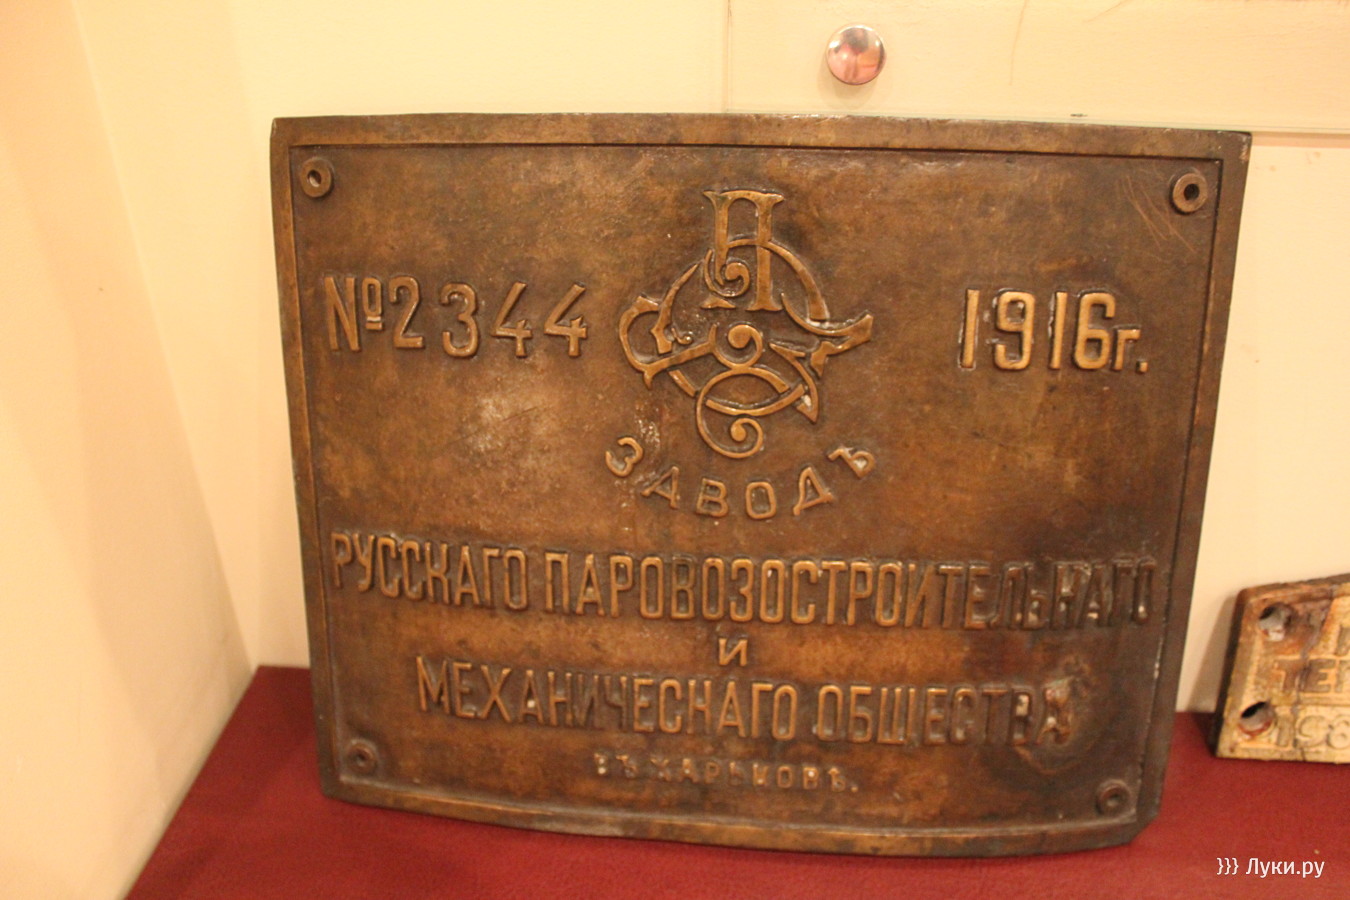 №2344 1916г.
ЗАВОДЪ
РУССКАГО ПАРОВОЗОСТРОИТЕЛЬНАГО
И
МЕХАНИЧЕСКАГО ОБЩЕСТВА
ВЪ ХАРЬКОВѢ.
}}} Луки.ру